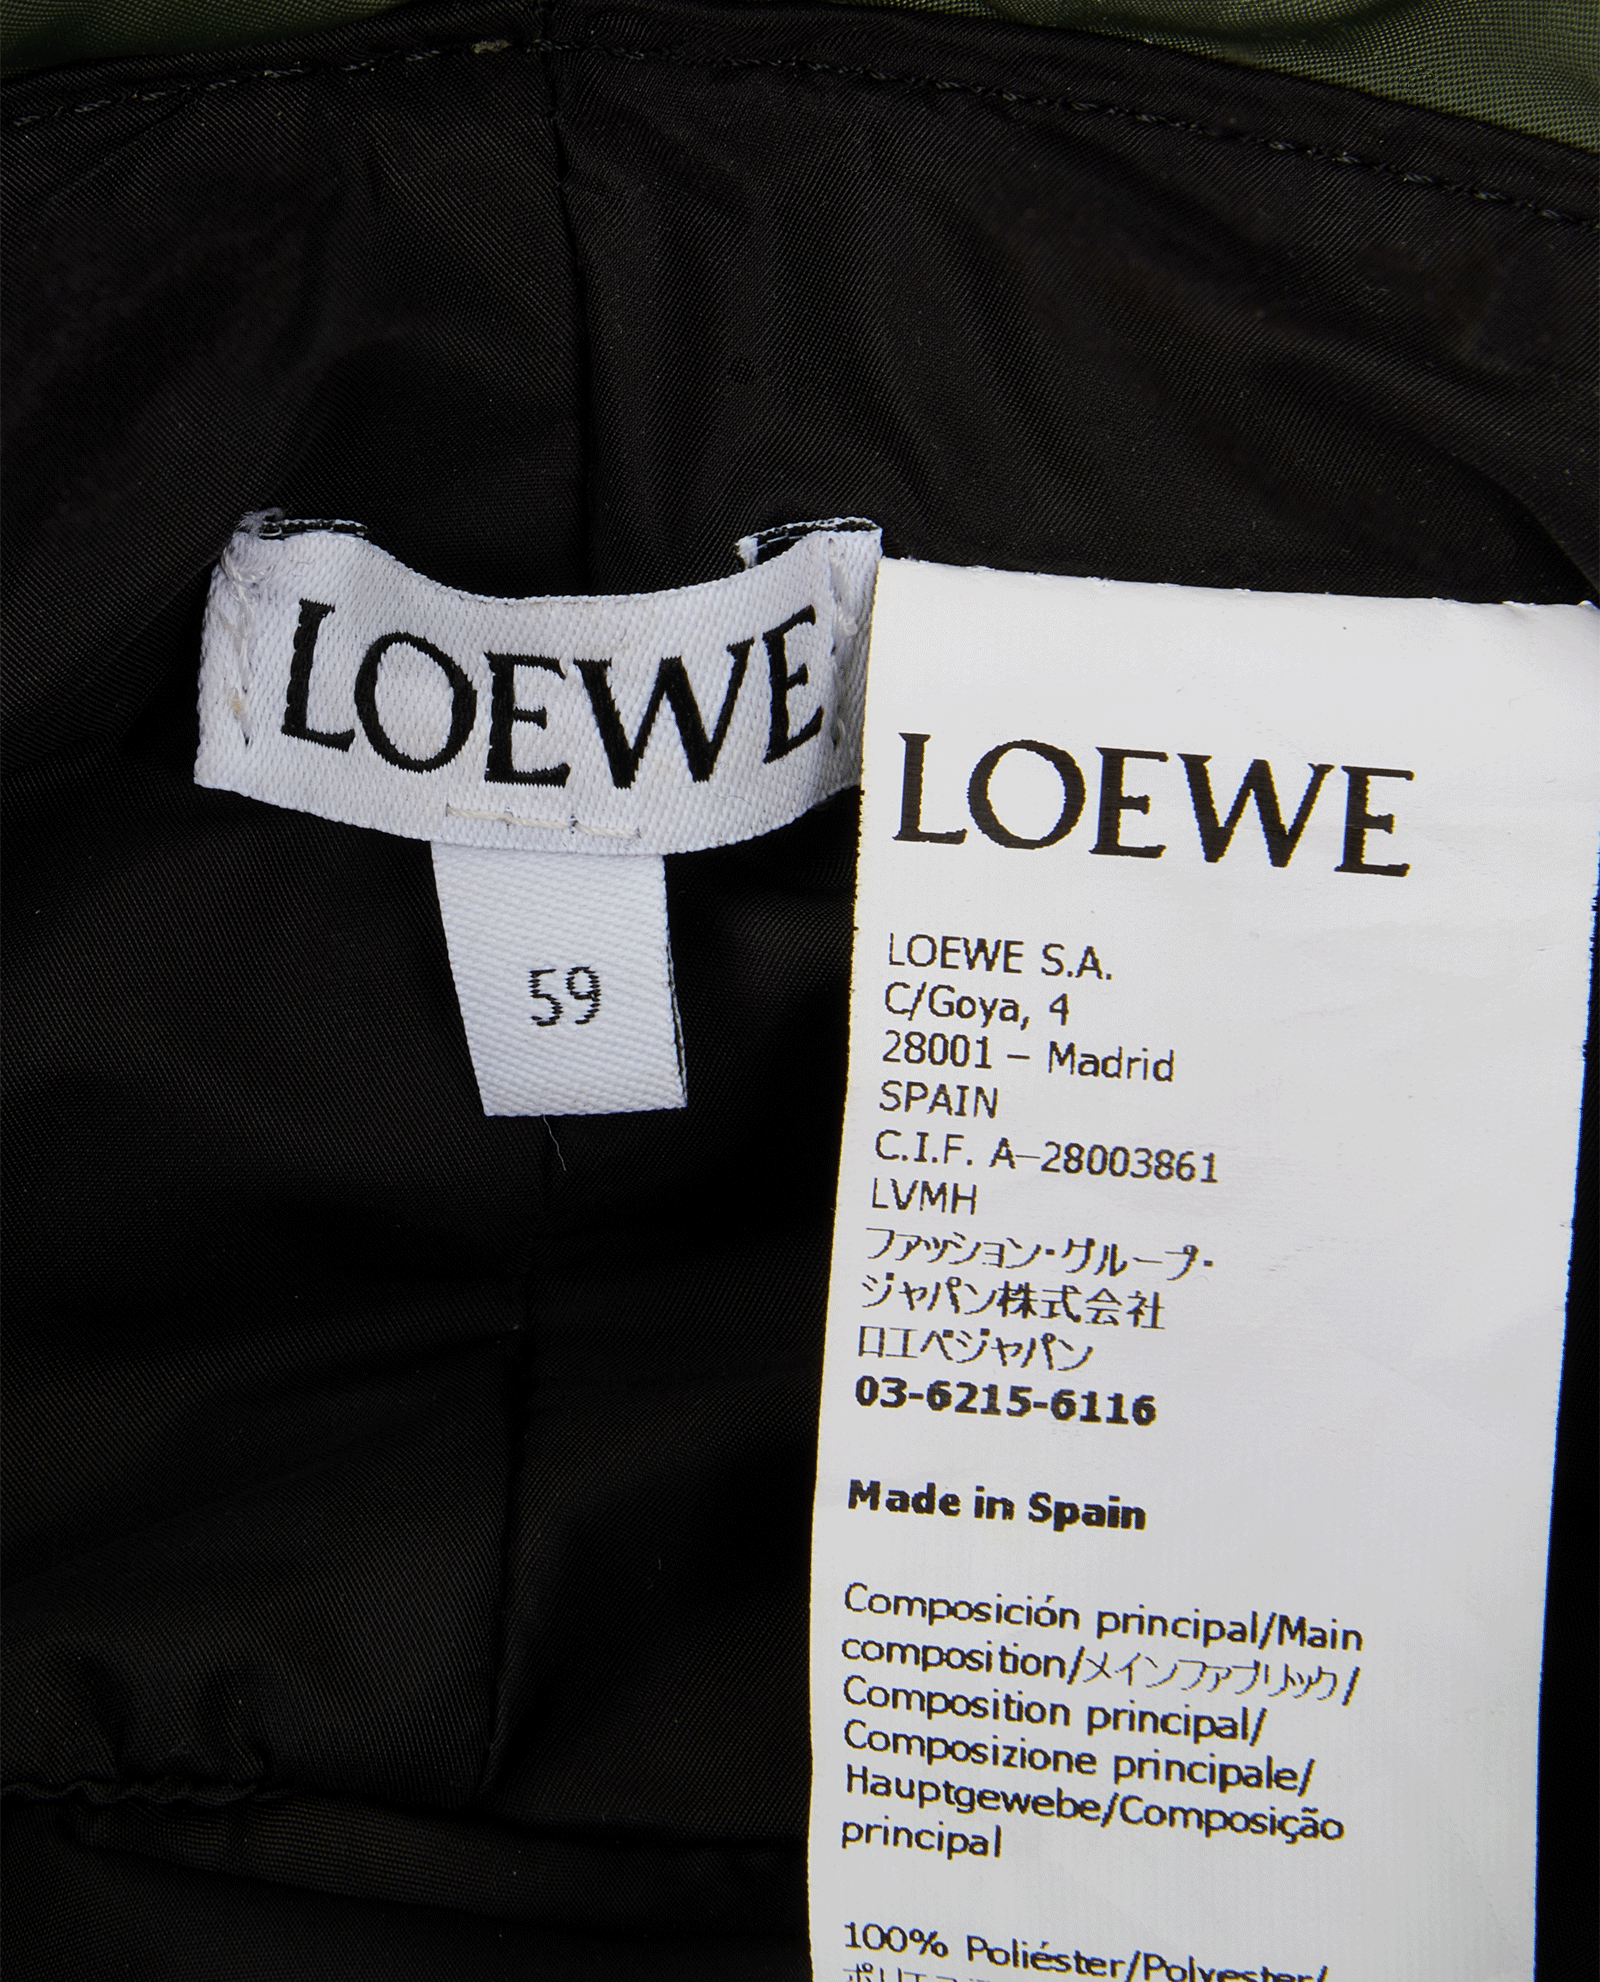 LOEWE
59
LOEWE
LOEWE S.A.
C/Goya, 4
28001 – Madrid
SPAIN
C.I.F. A–28003861
LVMH
ファッション・グループ・
ジャパン株式会社
ロエベジャパン
03-6215-6116
Made in Spain
Composición principal/Main
composition/メインファブリック/
Composition principal/
Composizione principale/
Hauptgewebe/Composição
principal
100% Poliéster/Polyester/